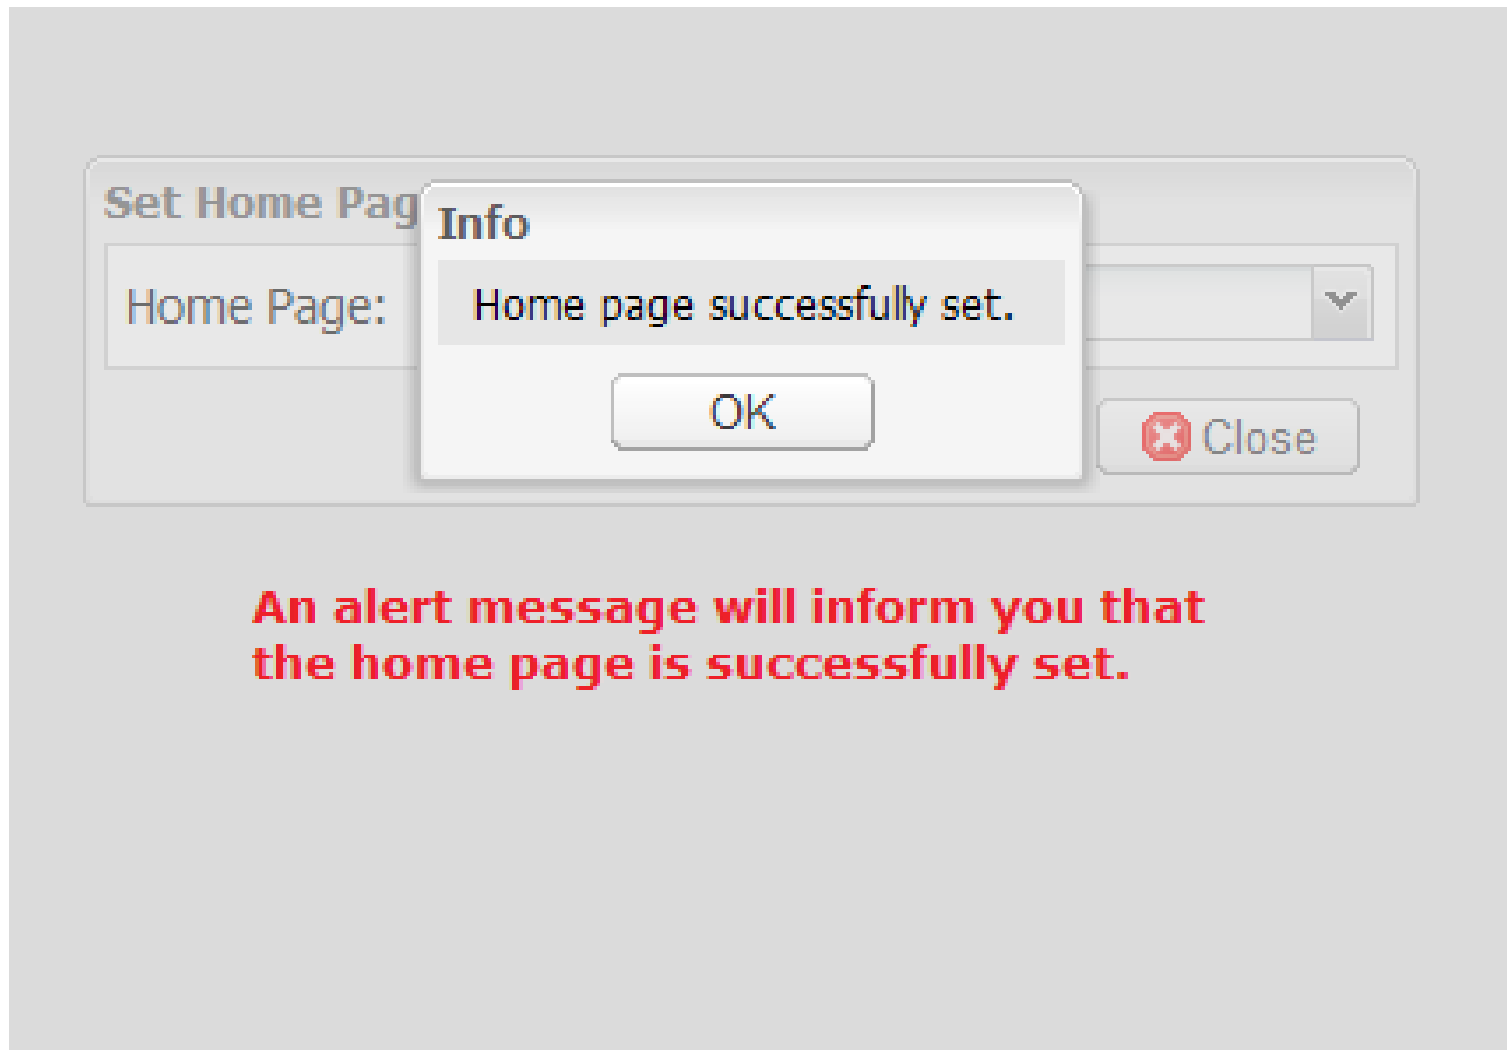 Set Home Pag
Info
Home Page:
Home page successfully set.
OK
Close
An alert message will inform you that
the home page is successfully set.